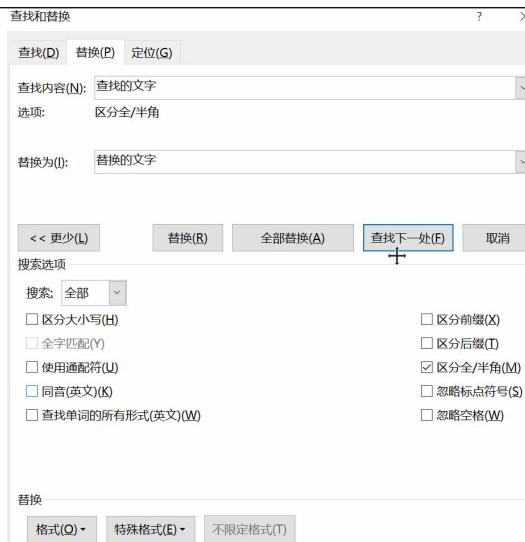 查找和替换 ?
查找(D) 替换(P) 定位(G)
查找内容(N): 查找的文字
选项: 区分全/半角
替换为(I): 替换的文字
<< 更少(L) 替换(R) 全部替换(A) 查找下一处(F) 取消
搜索选项
搜索: 全部
区分大小写(H) 区分前缀(X)
全字匹配(Y) 区分后缀(T)
使用通配符(U) 区分全/半角(M)
同音(英文)(K) 忽略标点符号(S)
查找单词的所有形式(英文)(W) 忽略空格(W)
替换
格式(O) 特殊格式(E) 不限定格式(T)